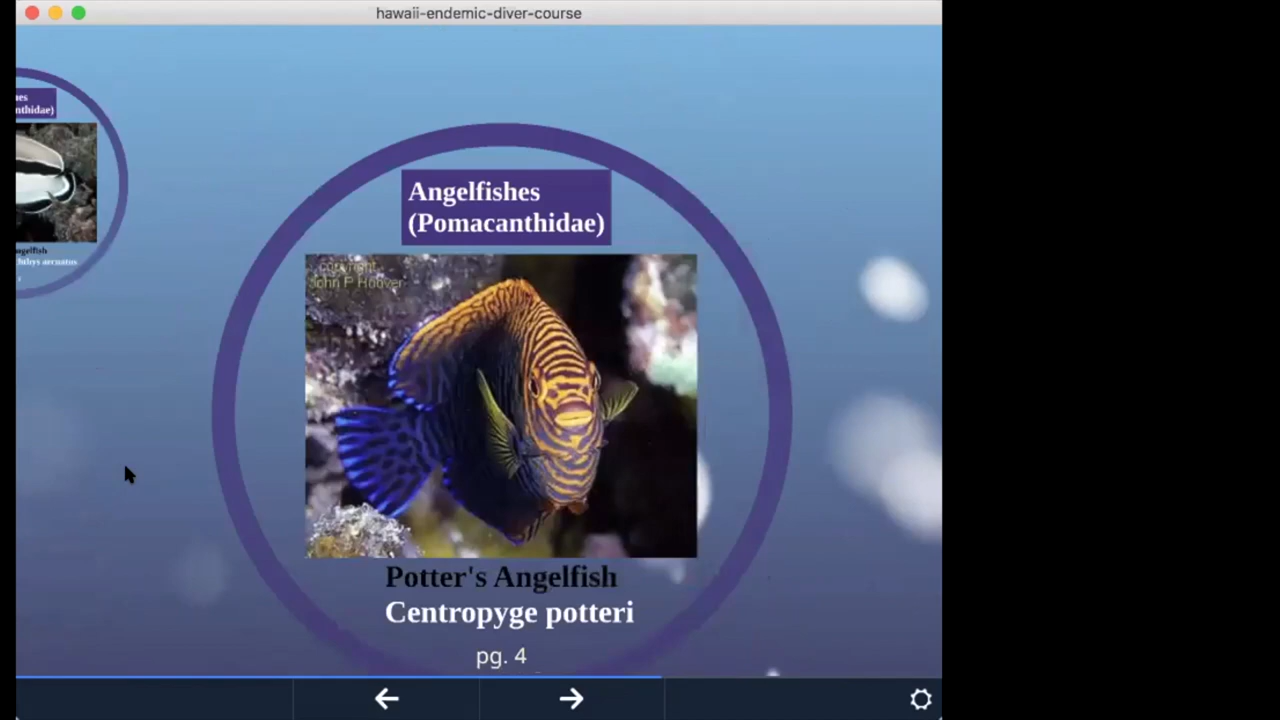 hawaii-endemic-diver-course
Angelfishes
(Pomacanthidae)
copyright
John P Hoover
Potter's Angelfish
Centropyge potteri
pg. 4